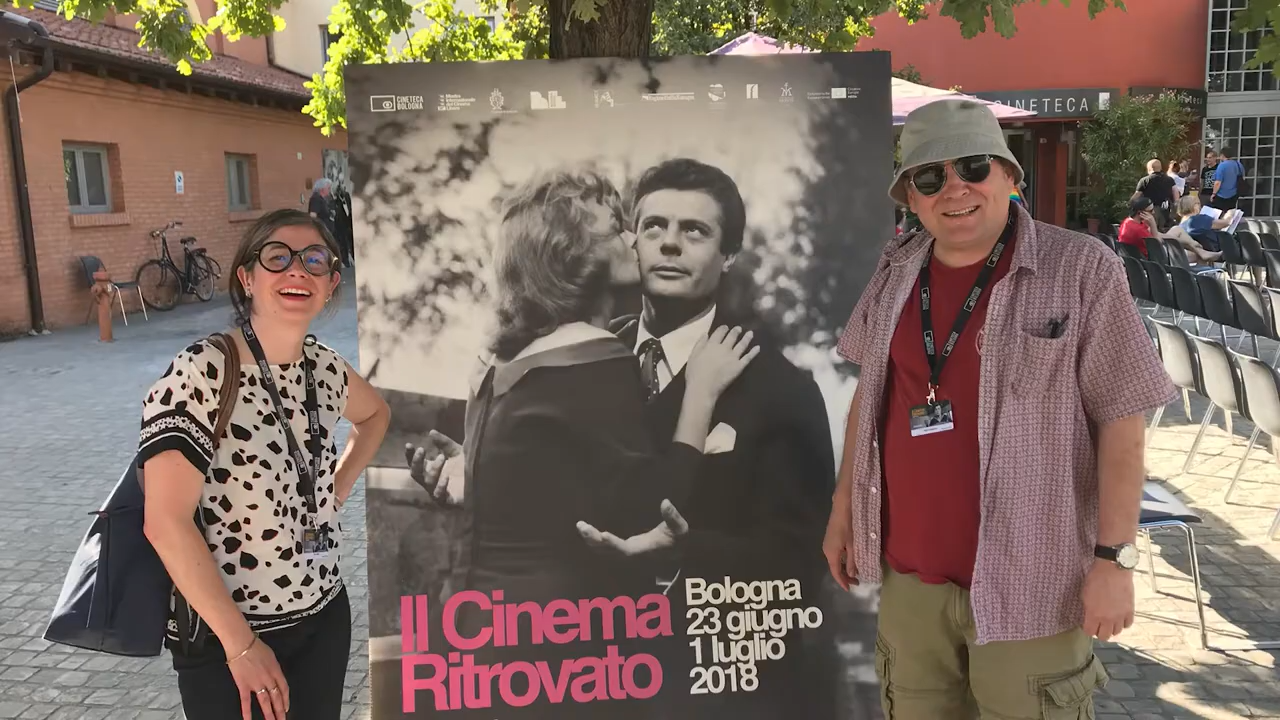 CINETECA
BOLOGNA
CINETECA
Il Cinema
Ritrovato
Bologna
23 giugno
1 luglio
2018